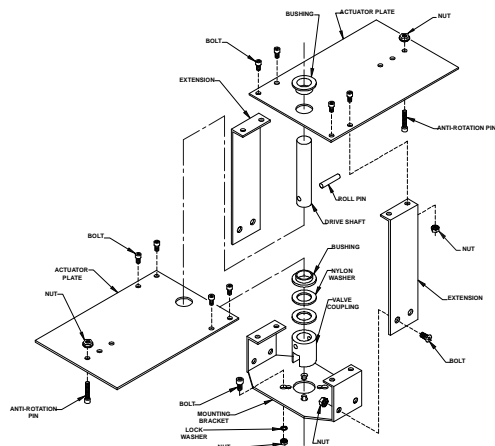 BUSHING
ACTUATOR PLATE
NUT
BOLT
EXTENSION
ANTI-ROTATION PIN
ROLL PIN
DRIVE SHAFT
BOLT
NUT
BUSHING
ACTUATOR
PLATE
NYLON
WASHER
EXTENSION
NUT
VALVE
COUPLING
BOLT
ANTI-ROTATION
PIN
BOLT
MOUNTING
BRACKET
LOCK
WASHER
NUT
NUT